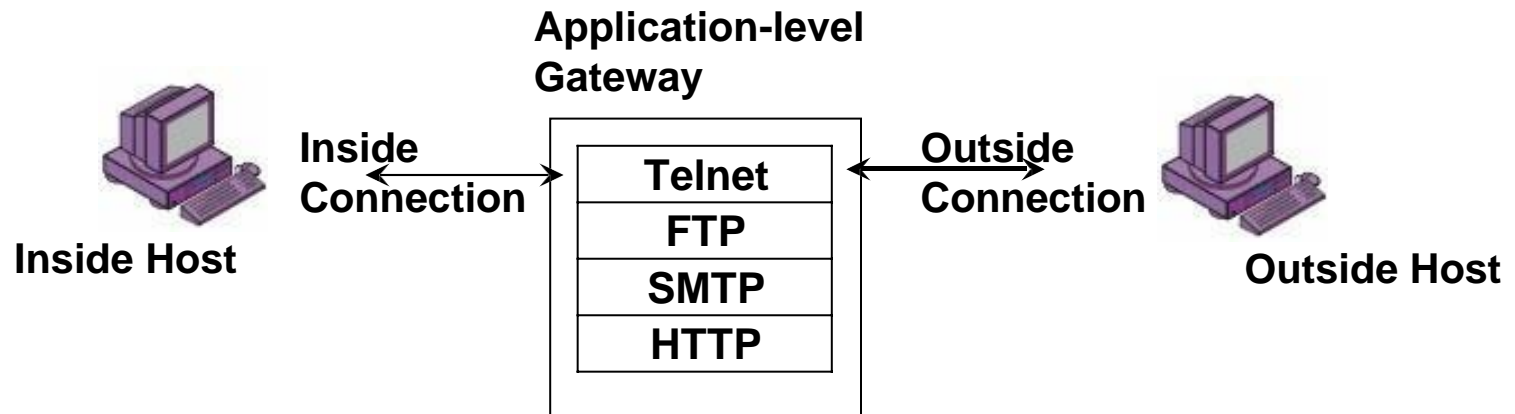 Application-level
Gateway
Inside
Connection
Telnet
FTP
SMTP
HTTP
Outside
Connection
Inside Host
Outside Host